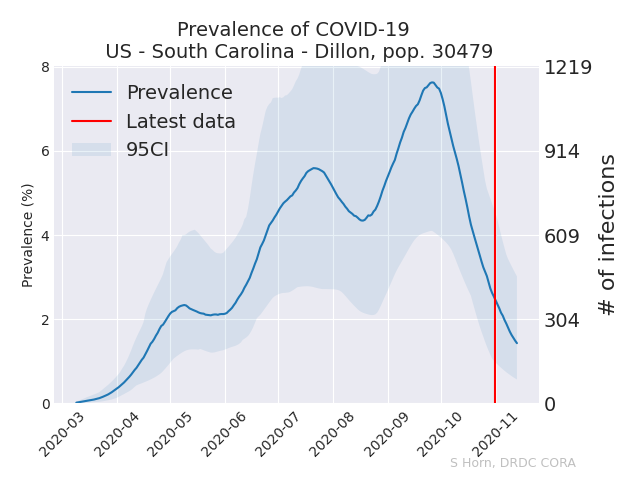 Prevalence of COVID-19
US - South Carolina - Dillon, pop. 30479
Prevalence
Latest data
95CI
Prevalence (%)
8
6
4
2
0
1219
914
609
304
0
# of infections
2020-03
2020-04
2020-05
2020-06
2020-07
2020-08
2020-09
2020-10
2020-11
S Horn, DRDC CORA